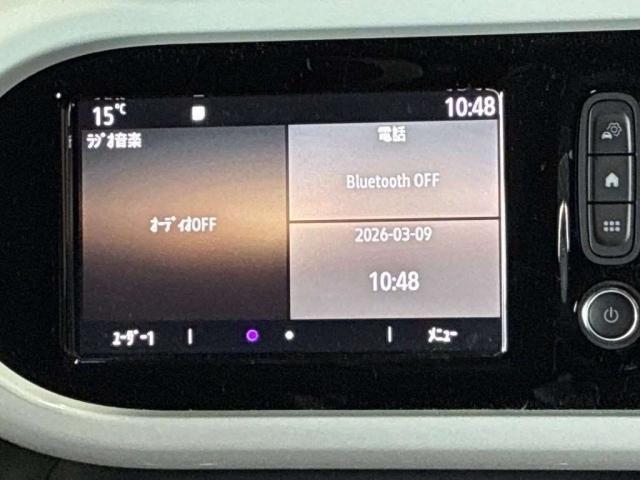 15℃
10:48
ﾗｼﾞｵ音楽
電話
ｵｰﾃﾞｨｵOFF
Bluetooth OFF
2026-03-09
10:48
ﾕｰｻﾞｰ1
ﾒﾆｭｰ